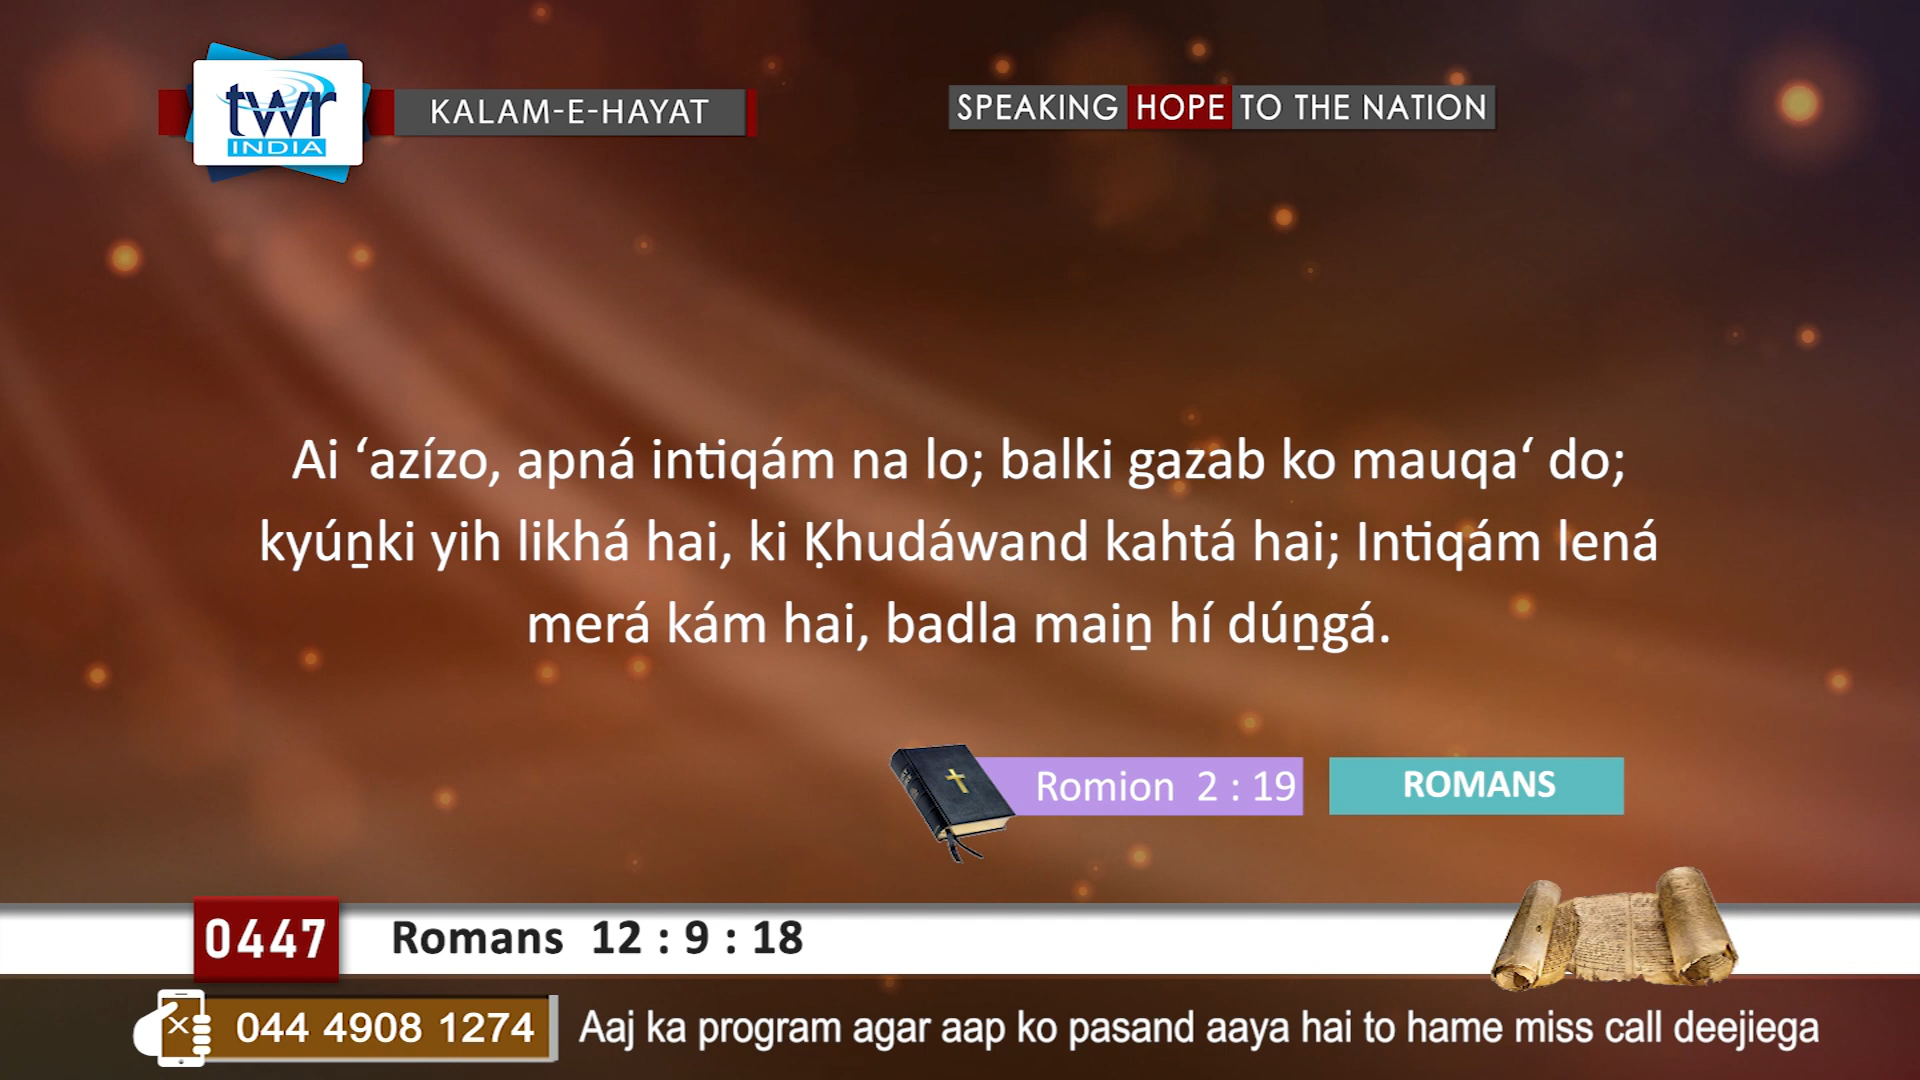 twr
INDIA
KALAM-E-HAYAT
SPEAKING HOPE TO THE NATION
Ai ‘azízo, apná intiqám na lo; balki gazab ko mauqa‘ do;
kyúṉki yih likhá hai, ki Ḳhudáwand kahtá hai; Intiqám lená
merá kám hai, badla maiṉ hí dúṉgá.
Romion 2 : 19
ROMANS
0447
Romans 12 : 9 : 18
044 4908 1274
Aaj ka program agar aap ko pasand aaya hai to hame miss call deejiega